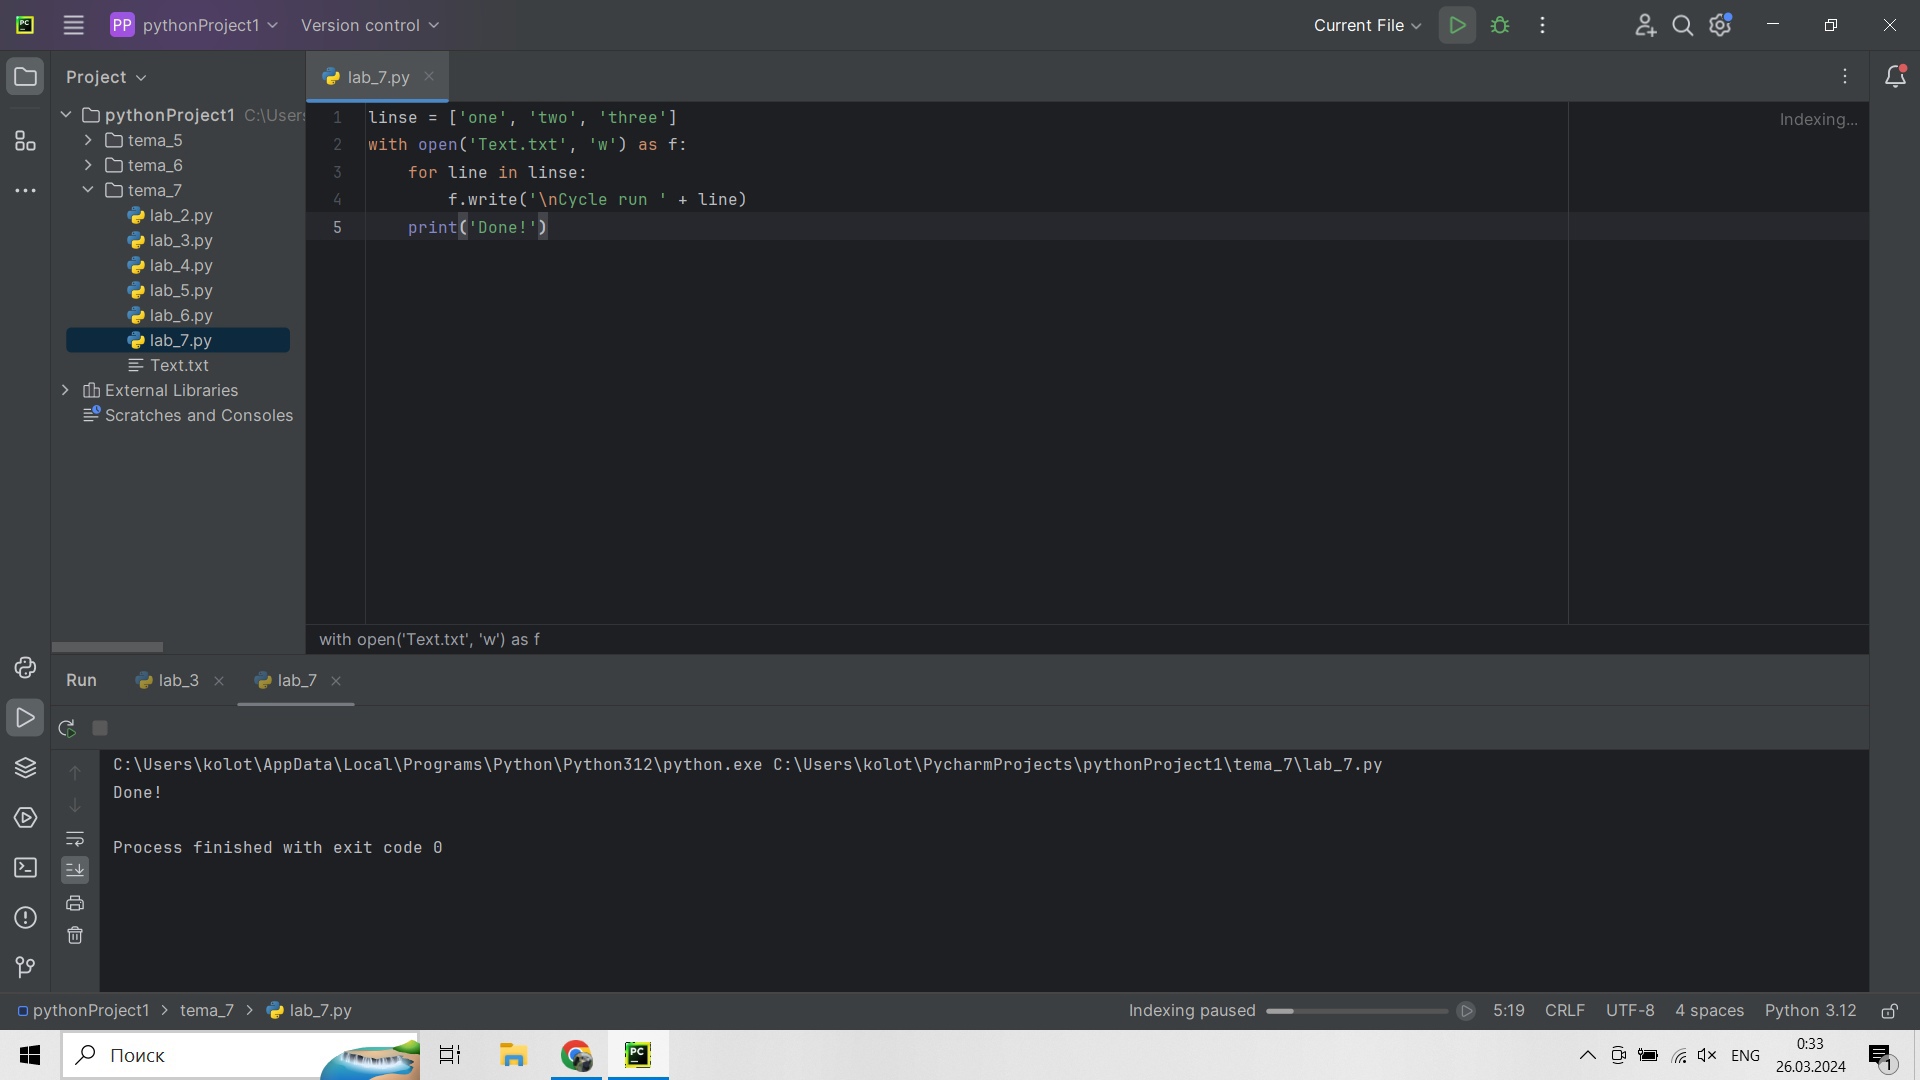 PC
PP pythonProject1
Version control
Current File
Project
lab_7.py
pythonProject1 C:\Users
tema_5
tema_6
tema_7
lab_2.py
lab_3.py
lab_4.py
lab_5.py
lab_6.py
lab_7.py
Text.txt
External Libraries
Scratches and Consoles
1 linse = ['one', 'two', 'three']
2 with open('Text.txt', 'w') as f:
3 for line in linse:
4 f.write('\nCycle run ' + line)
5 print('Done!')
Indexing...
with open('Text.txt', 'w') as f
Run
lab_3
lab_7
C:\Users\kolot\AppData\Local\Programs\Python\Python312\python.exe C:\Users\kolot\PycharmProjects\pythonProject1\tema_7\lab_7.py
Done!
Process finished with exit code 0
pythonProject1 > tema_7 > lab_7.py
Indexing paused
5:19
CRLF
UTF-8
4 spaces
Python 3.12
Поиск
PC
ENG
0:33
26.03.2024
1